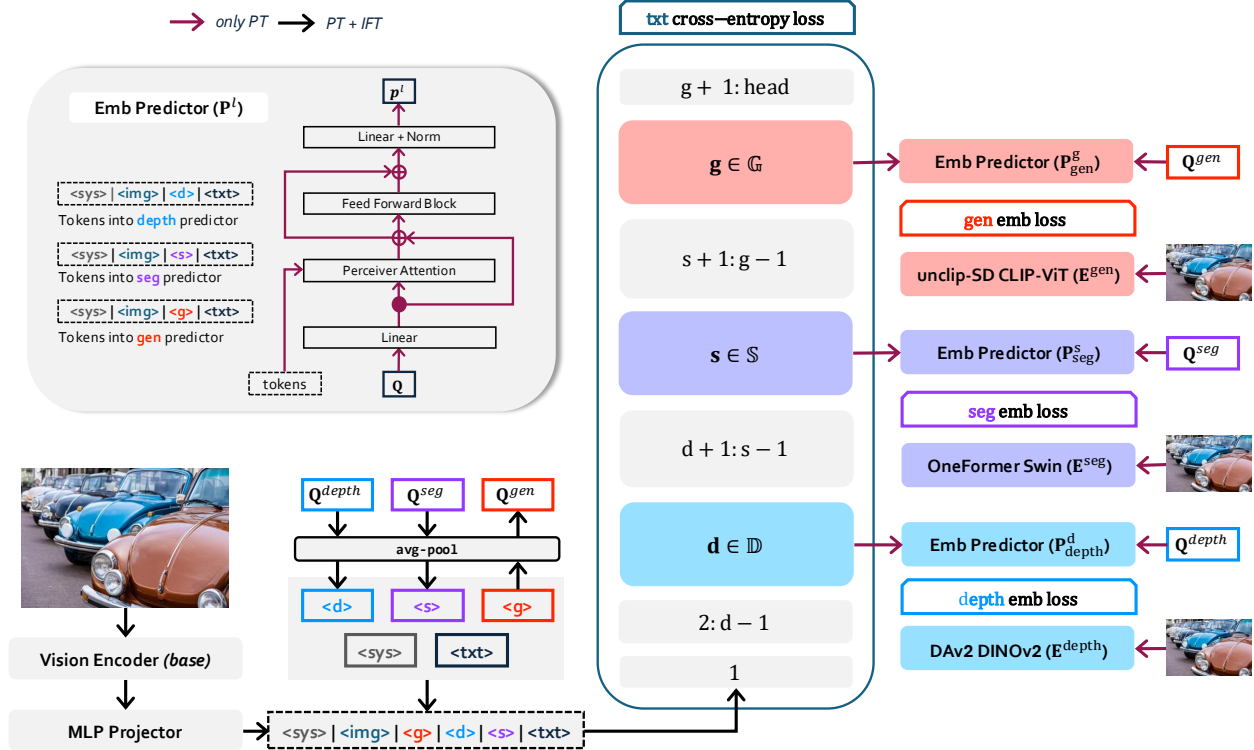 only PT
PT + IFT
Emb Predictor (P^l)
p^l
Linear + Norm
Feed Forward Block
Perceiver Attention
Linear
tokens
Q
<sys> | <img> | <d> | <txt>
Tokens into depth predictor
<sys> | <img> | <s> | <txt>
Tokens into seg predictor
<sys> | <img> | <g> | <txt>
Tokens into gen predictor
Vision Encoder (base)
MLP Projector
Q^depth
Q^seg
Q^gen
avg-pool
<d>
<s>
<g>
<sys>
<txt>
<sys> | <img> | <g> | <d> | <s> | <txt>
txt cross—entropy loss
g + 1: head
g ∈ 𝔾
s + 1: g − 1
s ∈ 𝕊
d + 1: s − 1
d ∈ 𝔻
2: d − 1
1
Emb Predictor (P^g_gen)
Q^gen
gen emb loss
unclip-SD CLIP-ViT (E^gen)
Emb Predictor (P^s_seg)
Q^seg
seg emb loss
OneFormer Swin (E^seg)
Emb Predictor (P^d_depth)
Q^depth
depth emb loss
DAv2 DINOv2 (E^depth)